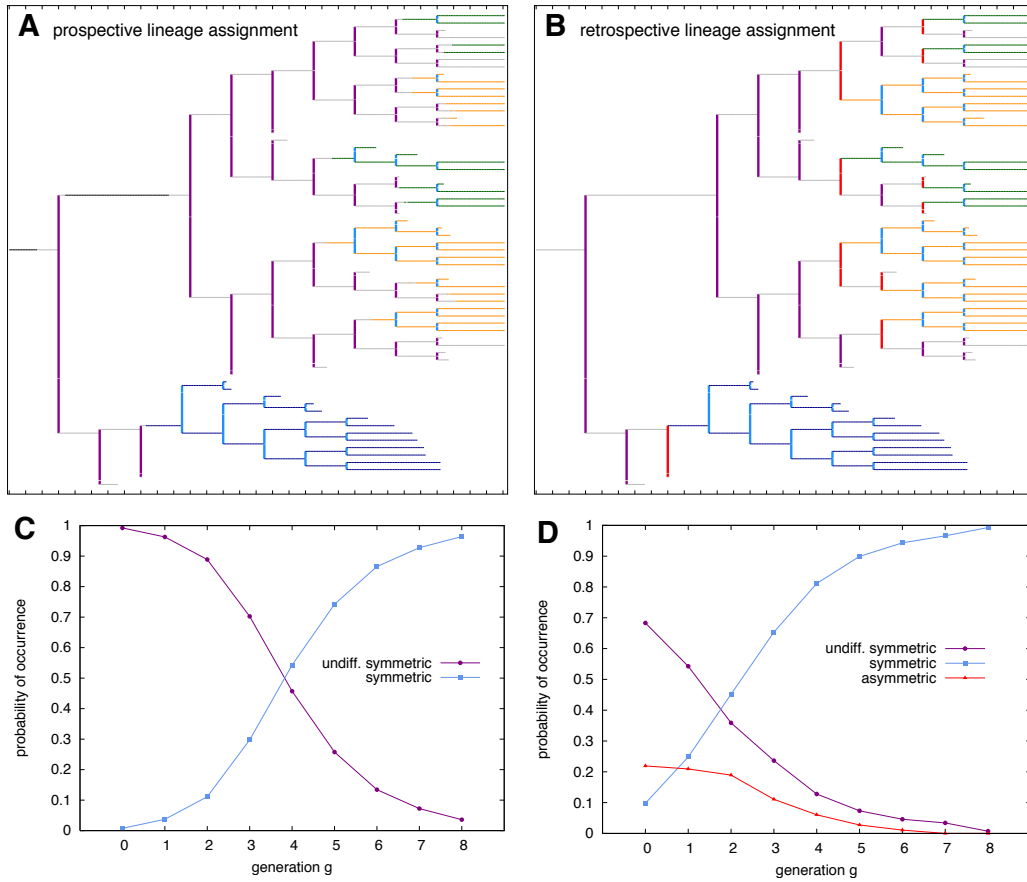 A prospective lineage assignment
B retrospective lineage assignment
C
1
0.9
0.8
0.7
0.6
0.5
0.4
0.3
0.2
0.1
0
probability of occurrence
undiff. symmetric
symmetric
0 1 2 3 4 5 6 7 8
generation g
D
1
0.9
0.8
0.7
0.6
0.5
0.4
0.3
0.2
0.1
0
probability of occurrence
undiff. symmetric
symmetric
asymmetric
0 1 2 3 4 5 6 7 8
generation g